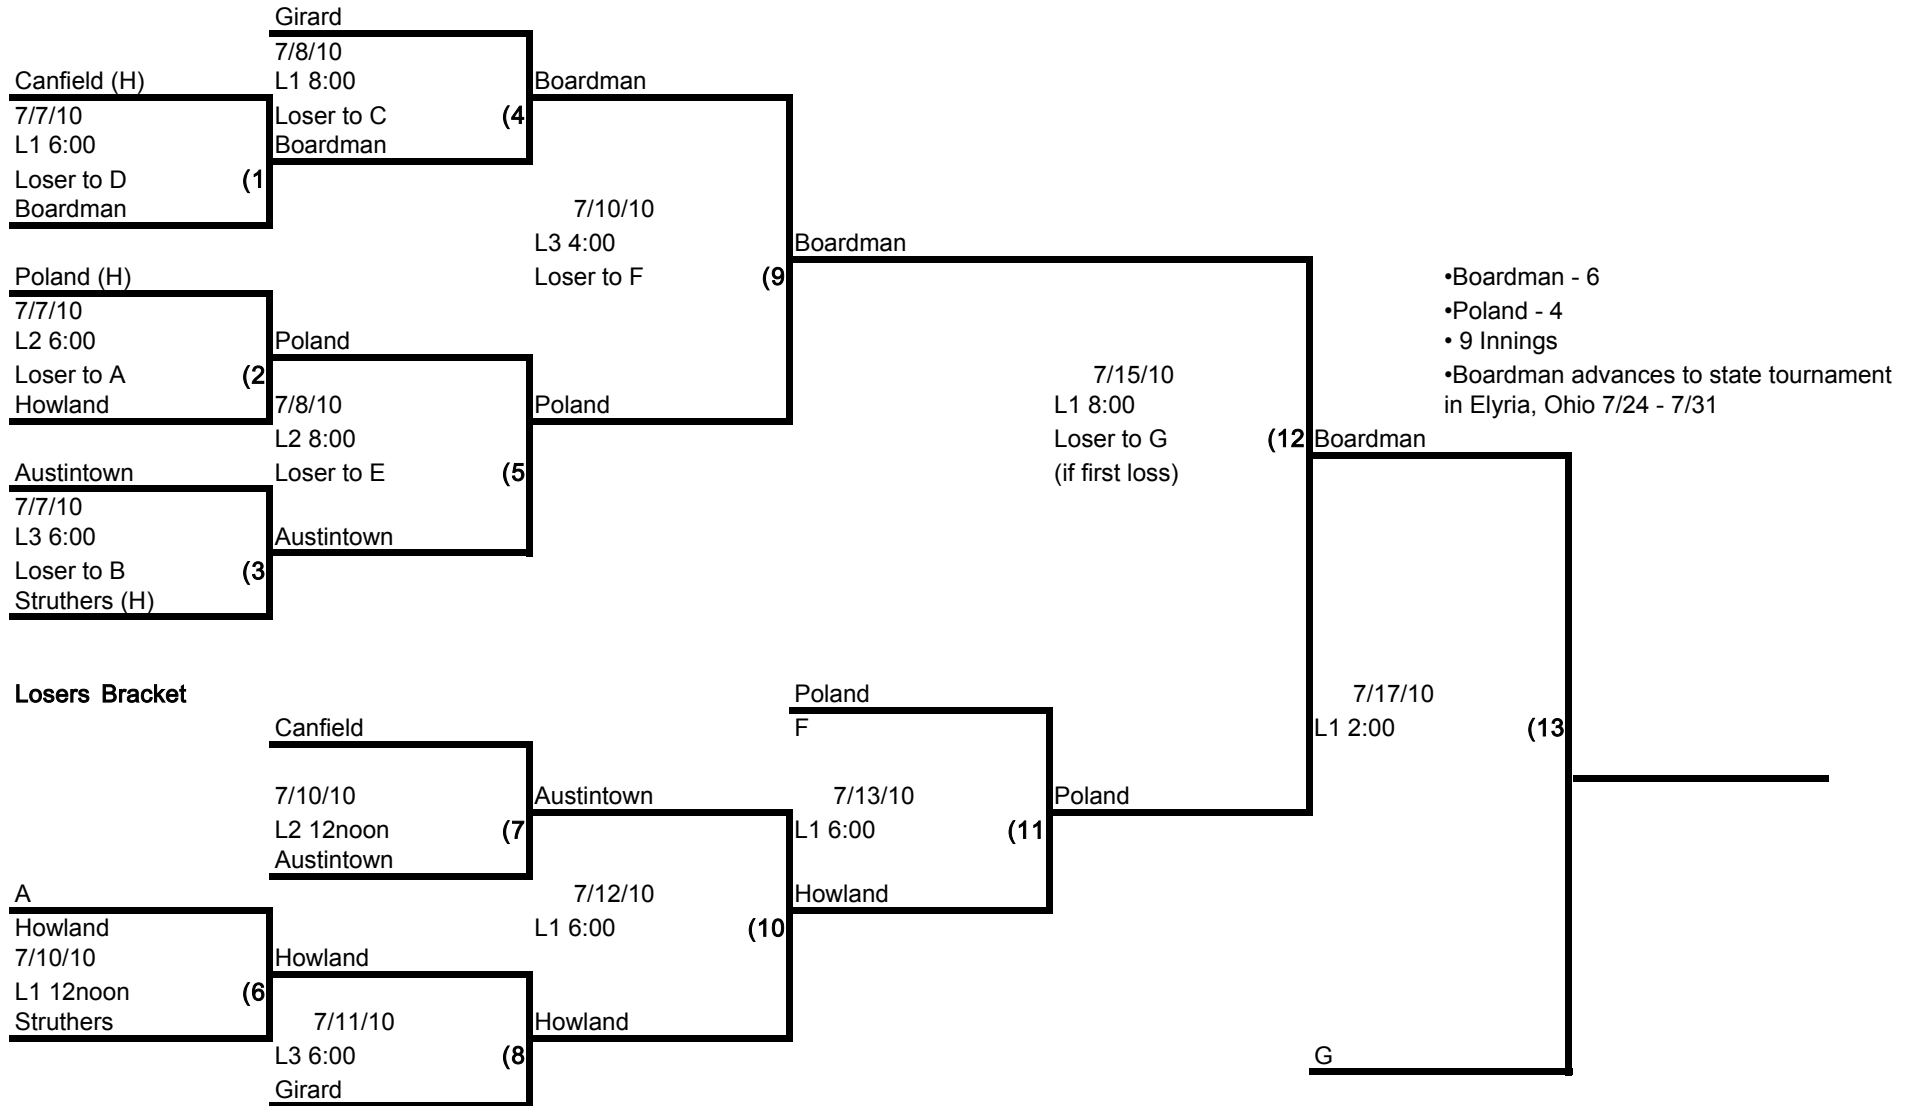 Girard
7/8/10
L1 8:00
Loser to C (4
Boardman
Canfield (H)
7/7/10
L1 6:00
Loser to D (1
Boardman
Boardman
7/10/10
L3 4:00
Loser to F (9
Boardman
Poland (H)
7/7/10
L2 6:00
Loser to A (2
Howland
Poland
7/8/10
L2 8:00
Loser to E (5
Austintown
Poland
Austintown
7/7/10
L3 6:00
Loser to B (3
Struthers (H)
7/15/10
L1 8:00
Loser to G (12
(if first loss)
Boardman
•Boardman - 6
•Poland - 4
• 9 Innings
•Boardman advances to state tournament
in Elyria, Ohio 7/24 - 7/31
Losers Bracket
Canfield
7/10/10
L2 12noon (7
Austintown
Austintown
A
Howland
7/10/10
L1 12noon (6
Struthers
Howland
7/11/10
L3 6:00 (8
Girard
7/12/10
L1 6:00 (10
Howland
Poland
F
7/13/10
L1 6:00 (11
Howland
Poland
7/17/10
L1 2:00 (13
G